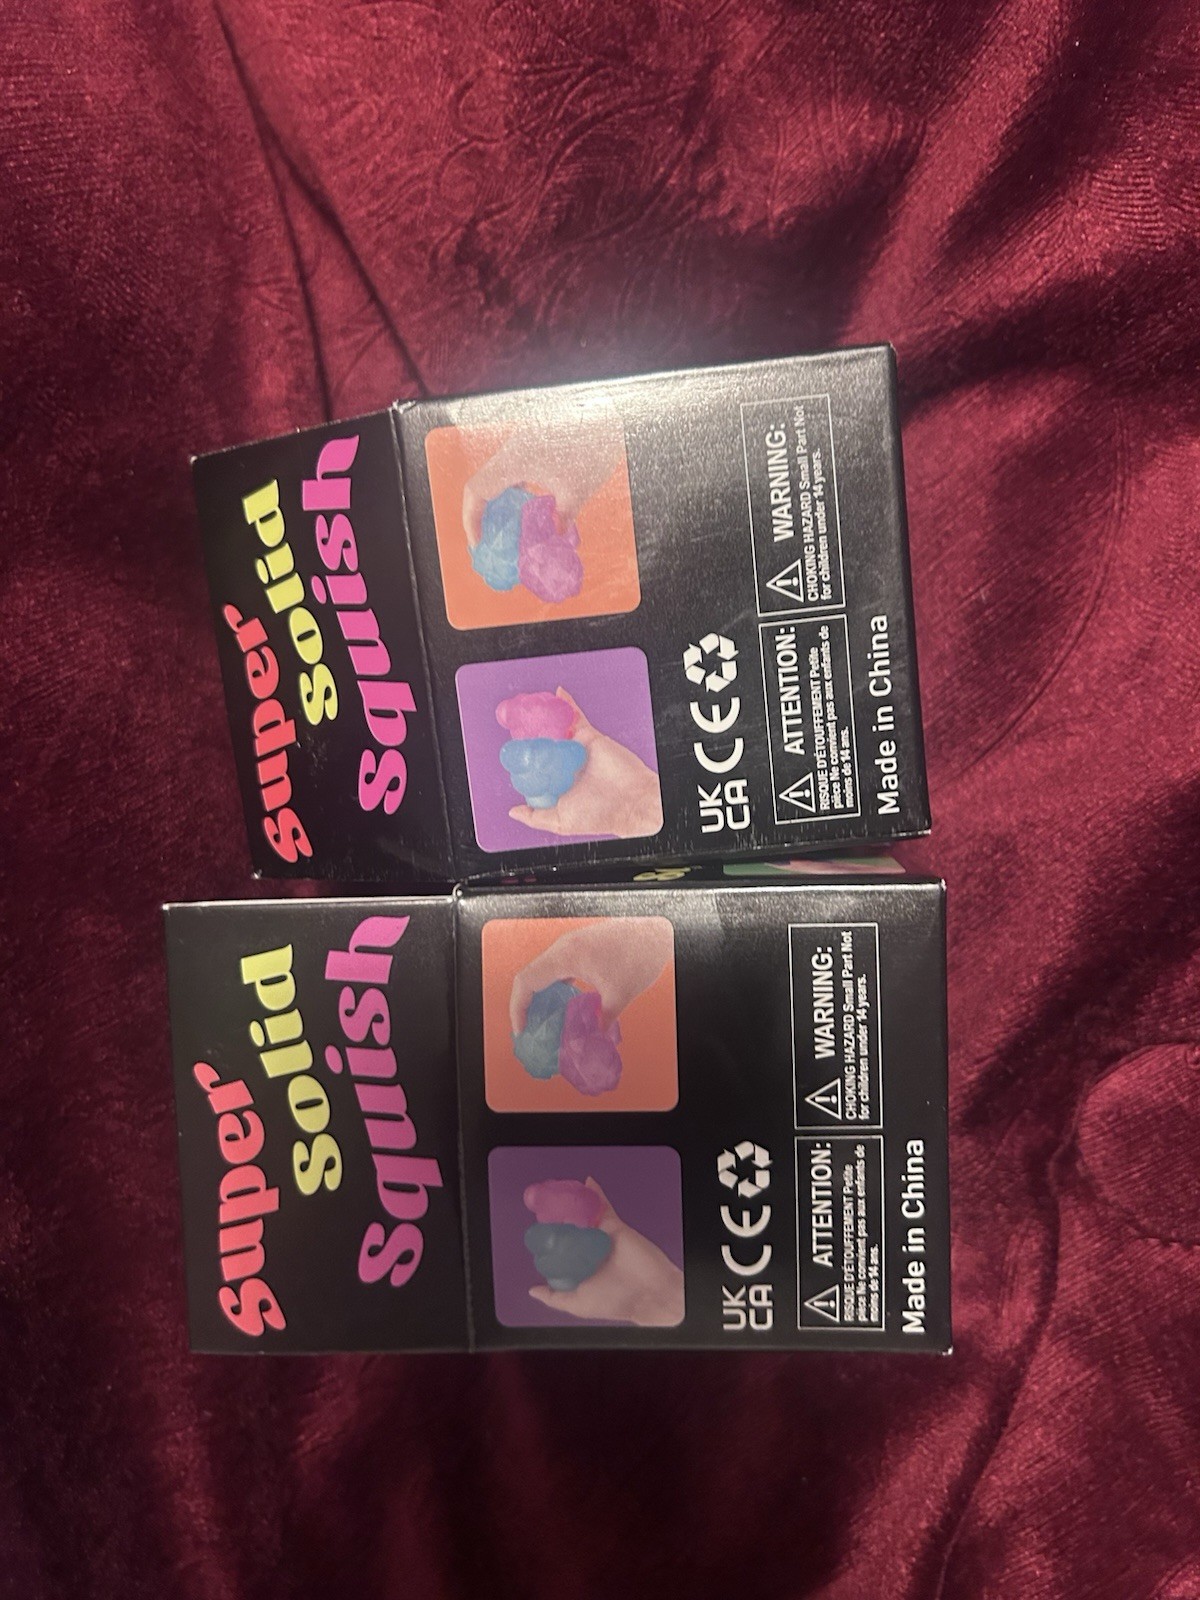 Super
Solid
Squish
UK
CA CE
ATTENTION:
RISQUE D'ÉTOUFFEMENT Petite
pièce Ne convient pas aux enfants de
moins de 14 ans.
WARNING:
CHOKING HAZARD Small Part Not
for children under 14 years.
Made in China
Super
Solid
Squish
UK
CA CE
ATTENTION:
RISQUE D'ÉTOUFFEMENT Petite
pièce Ne convient pas aux enfants de
moins de 14 ans.
WARNING:
CHOKING HAZARD Small Part Not
for children under 14 years.
Made in China